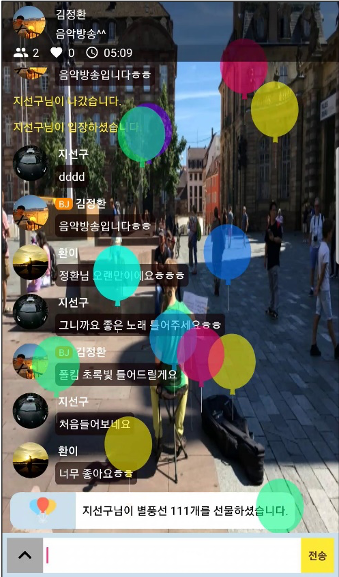 김정환
음악방송^^
2 0 05:09
음악방송입니다ㅎㅎ
지선구님이 나갔습니다.
지선구님이 입장하셨습니다.
지선구
dddd
BJ 김정환
음악방송입니다ㅎㅎ
환이
정환님 오랜만이이요ㅎㅎㅎ
지선구
그니까요 좋은 노래 틀어주세요ㅎㅎ
BJ 김정환
플킴 초록빛 틀어드릴게요
지선구
처음들어보네요
환이
너무 좋아요ㅎㅎ
지선구님이 별풍선 111개를 선물하셨습니다.
전송